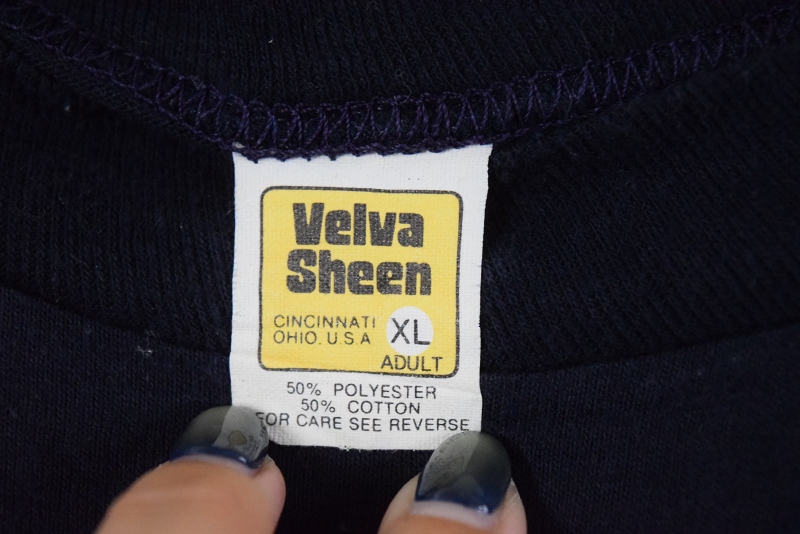 Velva
Sheen
CINCINNATI
OHIO. U.S.A
XL
ADULT
50% POLYESTER
50% COTTON
FOR CARE SEE REVERSE